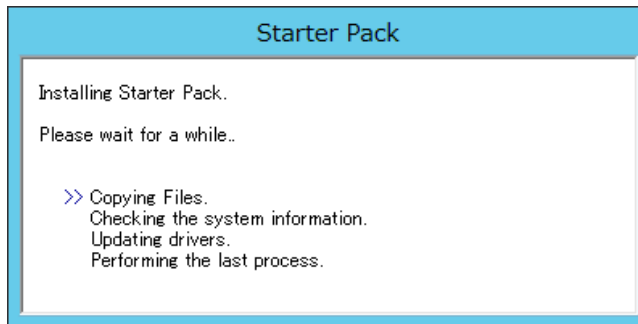 Starter Pack
Installing Starter Pack.
Please wait for a while..
>> Copying Files.
Checking the system information.
Updating drivers.
Performing the last process.